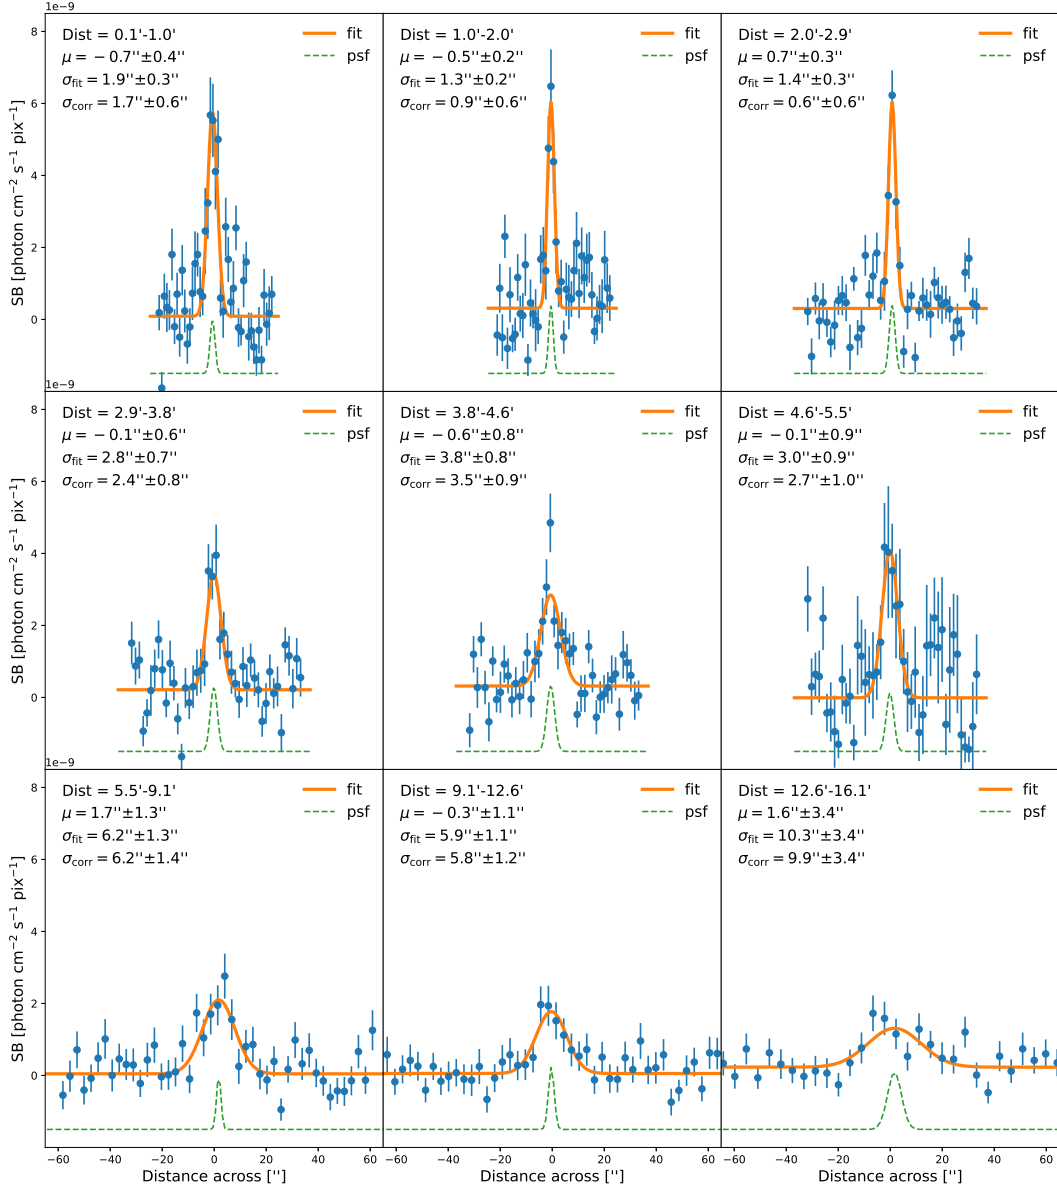 1e−9
Dist = 0.1'-1.0'
μ = −0.7''±0.4''
σfit = 1.9''±0.3''
σcorr = 1.7''±0.6''
fit
psf
Dist = 1.0'-2.0'
μ = −0.5''±0.2''
σfit = 1.3''±0.2''
σcorr = 0.9''±0.6''
fit
psf
Dist = 2.0'-2.9'
μ = 0.7''±0.3''
σfit = 1.4''±0.3''
σcorr = 0.6''±0.6''
fit
psf
8
6
4
2
0
SB [photon cm−2 s−1 pix−1]
1e−9
Dist = 2.9'-3.8'
μ = −0.1''±0.6''
σfit = 2.8''±0.7''
σcorr = 2.4''±0.8''
fit
psf
Dist = 3.8'-4.6'
μ = −0.6''±0.8''
σfit = 3.8''±0.8''
σcorr = 3.5''±0.9''
fit
psf
Dist = 4.6'-5.5'
μ = −0.1''±0.9''
σfit = 3.0''±0.9''
σcorr = 2.7''±1.0''
fit
psf
8
6
4
2
0
SB [photon cm−2 s−1 pix−1]
1e−9
Dist = 5.5'-9.1'
μ = 1.7''±1.3''
σfit = 6.2''±1.3''
σcorr = 6.2''±1.4''
fit
psf
Dist = 9.1'-12.6'
μ = −0.3''±1.1''
σfit = 5.9''±1.1''
σcorr = 5.8''±1.2''
fit
psf
Dist = 12.6'-16.1'
μ = 1.6''±3.4''
σfit = 10.3''±3.4''
σcorr = 9.9''±3.4''
fit
psf
8
6
4
2
0
SB [photon cm−2 s−1 pix−1]
−60 −40 −20 0 20 40 60
−60 −40 −20 0 20 40 60
−60 −40 −20 0 20 40 60
Distance across ['']
Distance across ['']
Distance across ['']